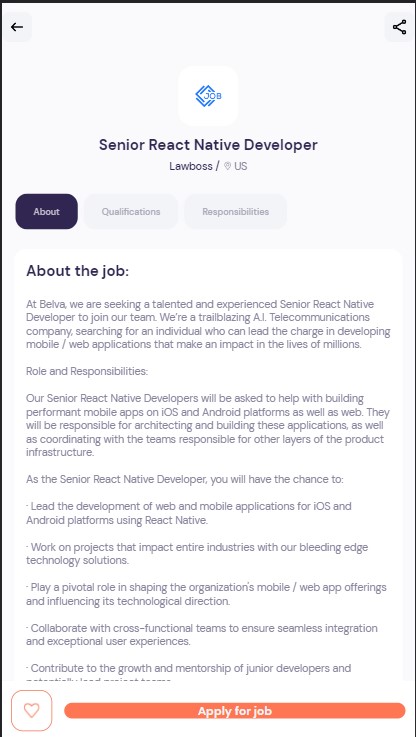 JOB
Senior React Native Developer
Lawboss / US
About
Qualifications
Responsibilities
About the job:
At Belva, we are seeking a talented and experienced Senior React Native
Developer to join our team. We're a trailblazing A.I. Telecommunications
company, searching for an individual who can lead the charge in developing
mobile / web applications that make an impact in the lives of millions.
Role and Responsibilities:
Our Senior React Native Developers will be asked to help with building
performant mobile apps on iOS and Android platforms as well as web. They
will be responsible for architecting and building these applications, as well
as coordinating with the teams responsible for other layers of the product
infrastructure.
As the Senior React Native Developer, you will have the chance to:
· Lead the development of web and mobile applications for iOS and
Android platforms using React Native.
· Work on projects that impact entire industries with our bleeding edge
technology solutions.
· Play a pivotal role in shaping the organization's mobile / web app offerings
and influencing its technological direction.
· Collaborate with cross-functional teams to ensure seamless integration
and exceptional user experiences.
· Contribute to the growth and mentorship of junior developers and
potentially lead project teams.
Apply for job